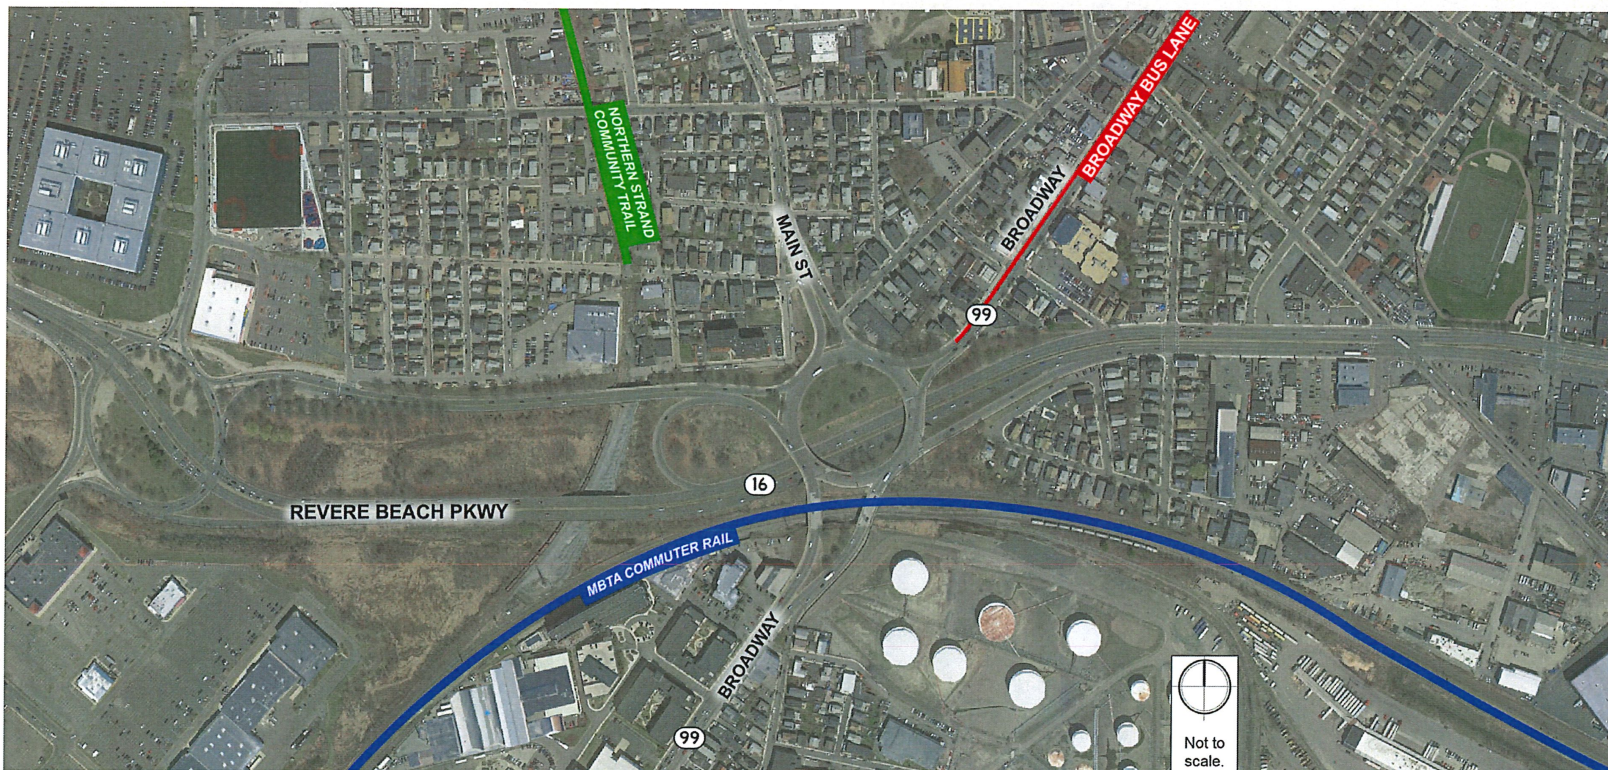 BROADWAY BUS LANE
NORTHERN STRAND
COMMUNITY TRAIL
BROADWAY
MAIN ST
99
16
REVERE BEACH PKWY
MBTA COMMUTER RAIL
BROADWAY
99
Not to
scale.